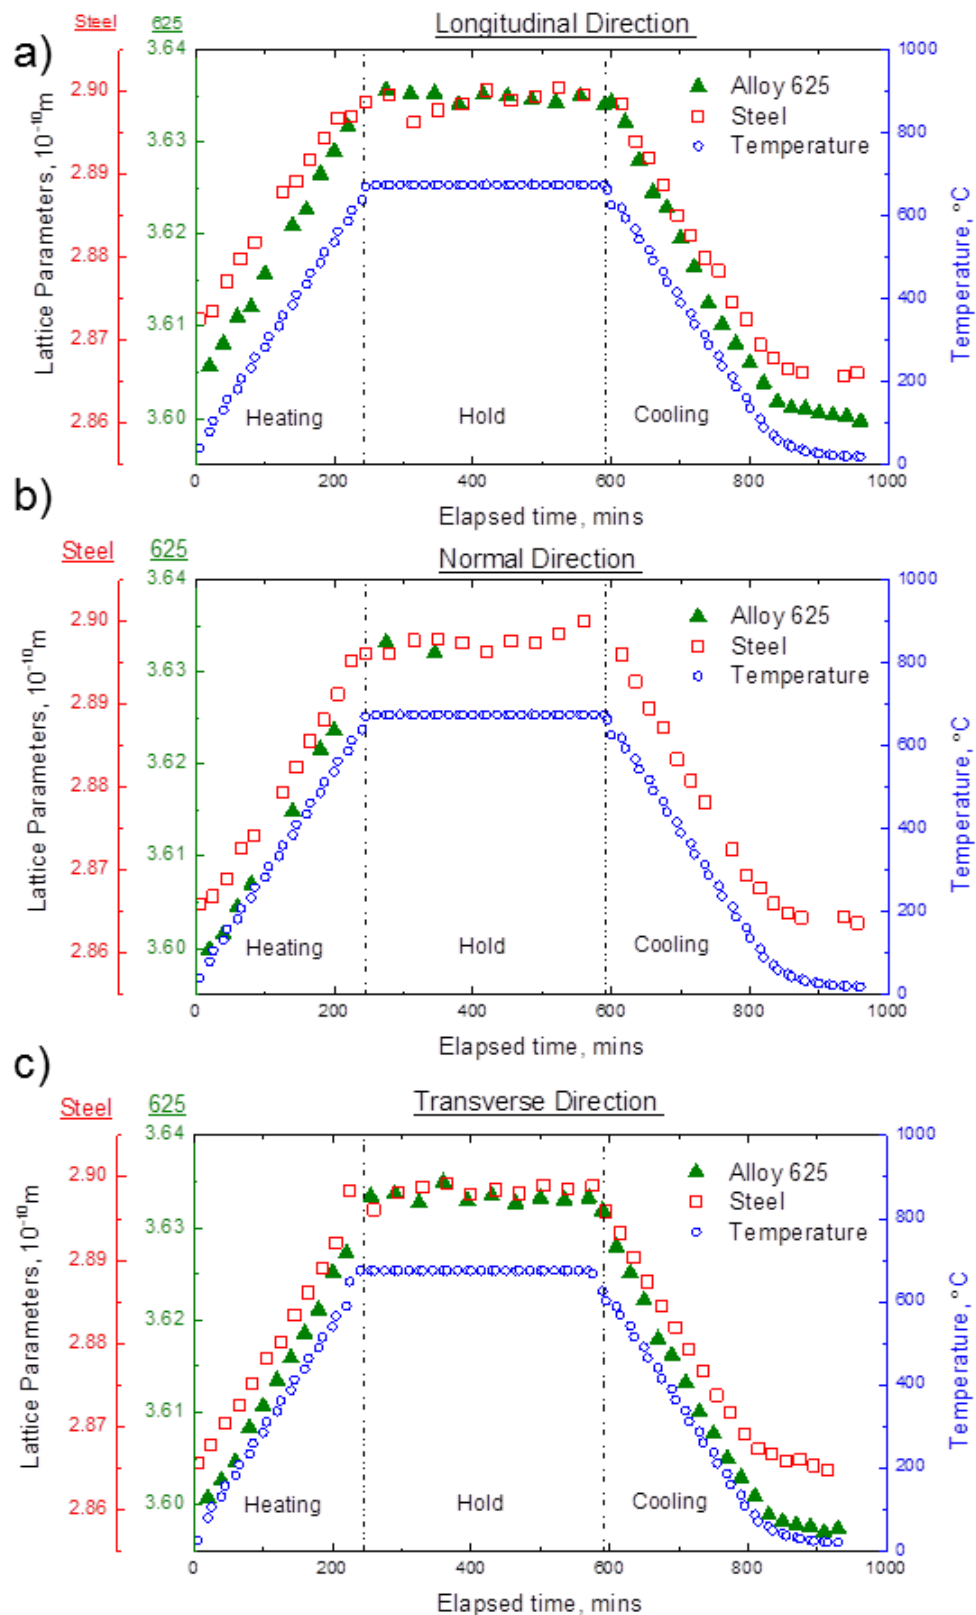 a)
Steel 625 Longitudinal Direction
3.64 1000
2.90 Alloy 625
Steel
Temperature
3.63 800
2.89
600
3.62
2.88
400
3.61
2.87
200
3.60 Heating Hold Cooling
2.86
0
0 200 400 600 800 1000
Elapsed time, mins
Lattice Parameters, 10⁻¹⁰m
Temperature, °C
b)
Steel 625 Normal Direction
3.64 1000
2.90 Alloy 625
Steel
Temperature
3.63 800
2.89
600
3.62
2.88
400
3.61
2.87
200
3.60 Heating Hold Cooling
2.86
0
0 200 400 600 800 1000
Elapsed time, mins
Lattice Parameters, 10⁻¹⁰m
Temperature, °C
c)
Steel 625 Transverse Direction
3.64 1000
2.90 Alloy 625
Steel
Temperature
3.63 800
2.89
600
3.62
2.88
400
3.61
2.87
200
3.60 Heating Hold Cooling
2.86
0
0 200 400 600 800 1000
Elapsed time, mins
Lattice Parameters, 10⁻¹⁰m
Temperature, °C